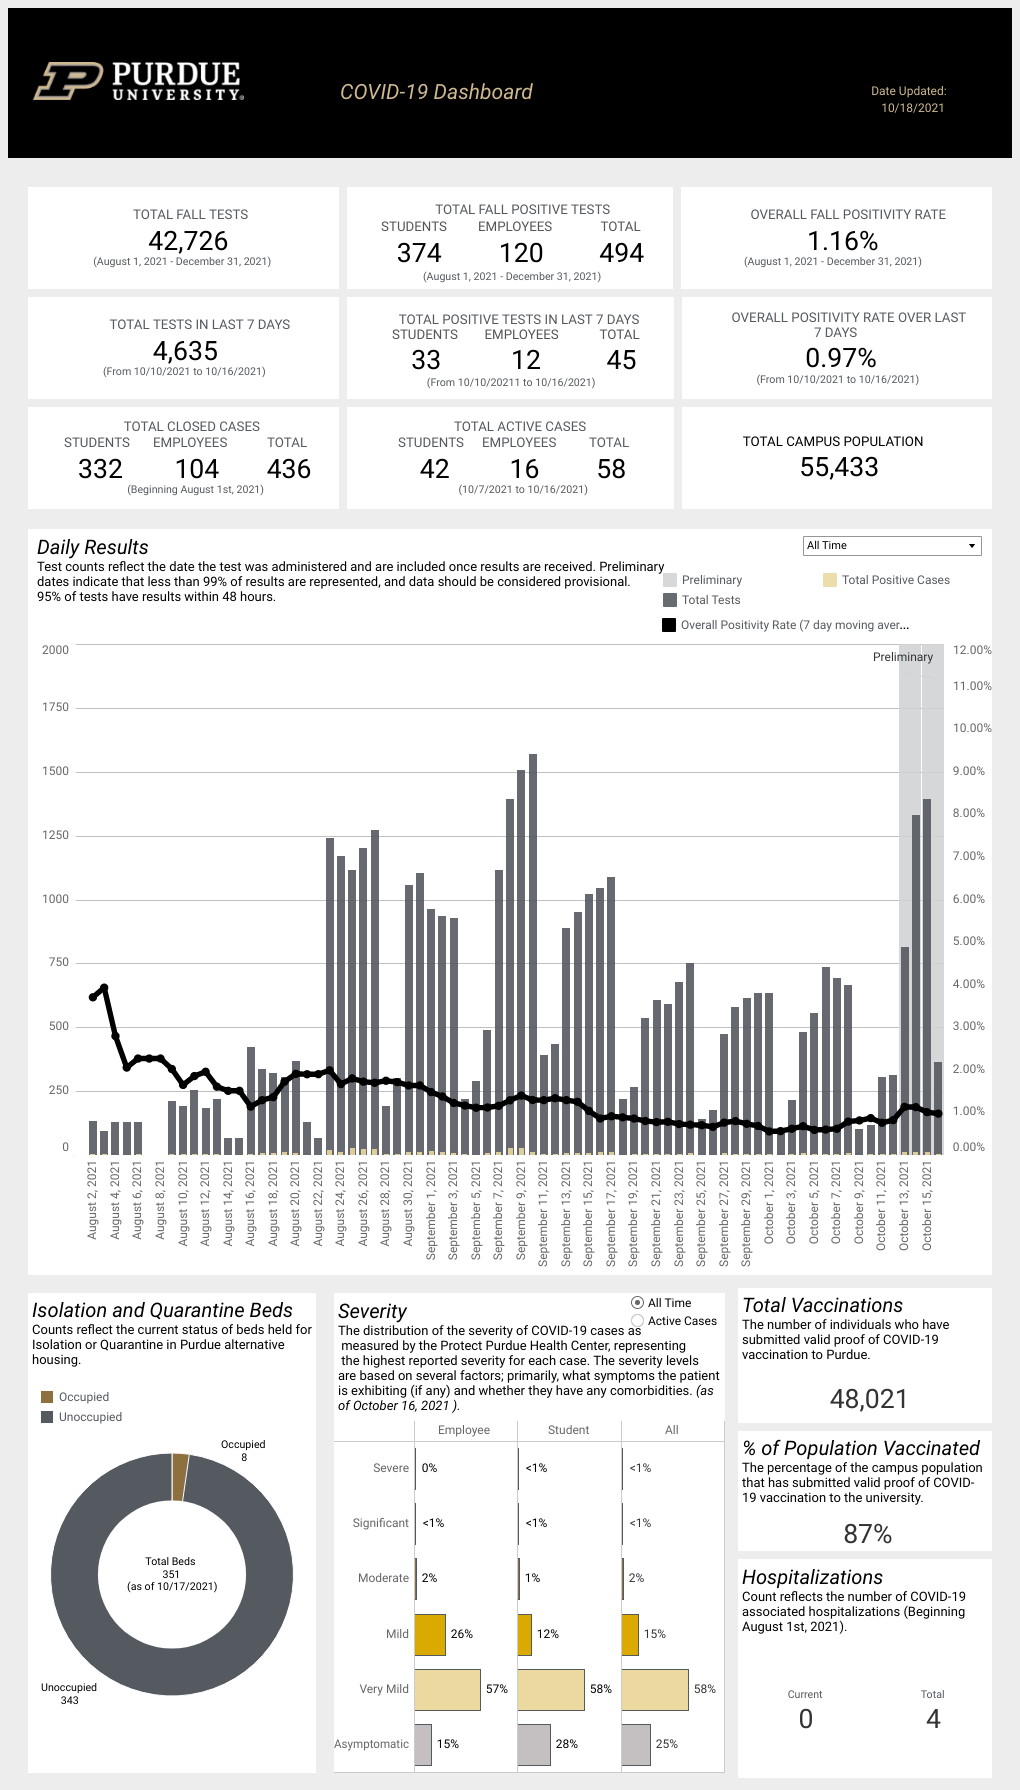 PURDUE
UNIVERSITY®
COVID-19 Dashboard
Date Updated:
10/18/2021
TOTAL FALL TESTS
42,726
(August 1, 2021 - December 31, 2021)
TOTAL FALL POSITIVE TESTS
STUDENTS EMPLOYEES TOTAL
374 120 494
(August 1, 2021 - December 31, 2021)
OVERALL FALL POSITIVITY RATE
1.16%
(August 1, 2021 - December 31, 2021)
TOTAL TESTS IN LAST 7 DAYS
4,635
(From 10/10/2021 to 10/16/2021)
TOTAL POSITIVE TESTS IN LAST 7 DAYS
STUDENTS EMPLOYEES TOTAL
33 12 45
(From 10/10/20211 to 10/16/2021)
OVERALL POSITIVITY RATE OVER LAST
7 DAYS
0.97%
(From 10/10/2021 to 10/16/2021)
TOTAL CLOSED CASES
STUDENTS EMPLOYEES TOTAL
332 104 436
(Beginning August 1st, 2021)
TOTAL ACTIVE CASES
STUDENTS EMPLOYEES TOTAL
42 16 58
(10/7/2021 to 10/16/2021)
TOTAL CAMPUS POPULATION
55,433
Daily Results
Test counts reflect the date the test was administered and are included once results are received. Preliminary
dates indicate that less than 99% of results are represented, and data should be considered provisional.
95% of tests have results within 48 hours.
All Time
Preliminary
Total Positive Cases
Total Tests
Overall Positivity Rate (7 day moving aver...
Preliminary
2000
1750
1500
1250
1000
750
500
250
0
12.00%
11.00%
10.00%
9.00%
8.00%
7.00%
6.00%
5.00%
4.00%
3.00%
2.00%
1.00%
0.00%
August 2, 2021
August 4, 2021
August 6, 2021
August 8, 2021
August 10, 2021
August 12, 2021
August 14, 2021
August 16, 2021
August 18, 2021
August 20, 2021
August 22, 2021
August 24, 2021
August 26, 2021
August 28, 2021
August 30, 2021
September 1, 2021
September 3, 2021
September 5, 2021
September 7, 2021
September 9, 2021
September 11, 2021
September 13, 2021
September 15, 2021
September 17, 2021
September 19, 2021
September 21, 2021
September 23, 2021
September 25, 2021
September 27, 2021
September 29, 2021
October 1, 2021
October 3, 2021
October 5, 2021
October 7, 2021
October 9, 2021
October 11, 2021
October 13, 2021
October 15, 2021
Isolation and Quarantine Beds
Counts reflect the current status of beds held for
Isolation or Quarantine in Purdue alternative
housing.
Occupied
Unoccupied
Occupied
8
Total Beds
351
(as of 10/17/2021)
Unoccupied
343
Severity
All Time
Active Cases
The distribution of the severity of COVID-19 cases as
measured by the Protect Purdue Health Center, representing
the highest reported severity for each case. The severity levels
are based on several factors; primarily, what symptoms the patient
is exhibiting (if any) and whether they have any comorbidities. (as
of October 16, 2021 ).
Employee Student All
Severe 0% <1% <1%
Significant <1% <1% <1%
Moderate 2% 1% 2%
Mild 26% 12% 15%
Very Mild 57% 58% 58%
Asymptomatic 15% 28% 25%
Total Vaccinations
The number of individuals who have
submitted valid proof of COVID-19
vaccination to Purdue.
48,021
% of Population Vaccinated
The percentage of the campus population
that has submitted valid proof of COVID-
19 vaccination to the university.
87%
Hospitalizations
Count reflects the number of COVID-19
associated hospitalizations (Beginning
August 1st, 2021).
Current Total
0 4